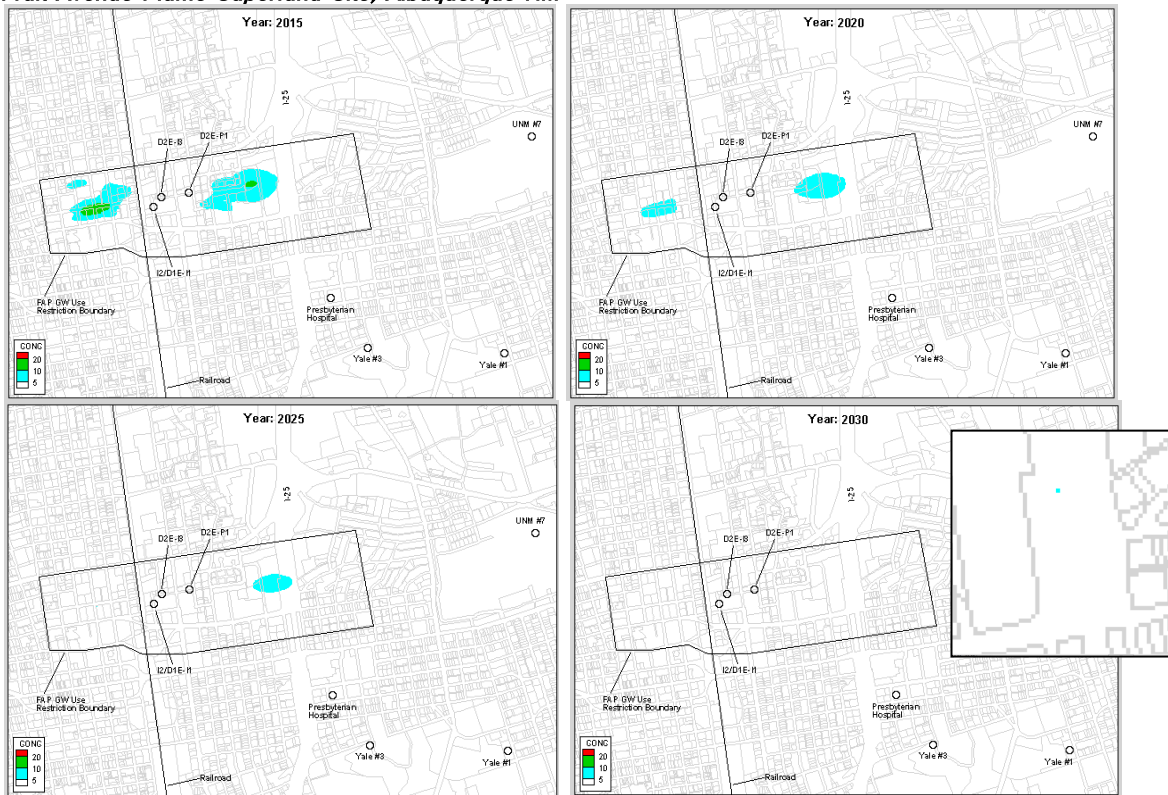 Year: 2015
I-25
UNM #7
D2E-I3
D2E-P1
I2/D1E-I1
FAP GW Use
Restriction Boundary
Presbyterian
Hospital
Yale #3
Yale #1
Railroad
CONC
20
10
5
Year: 2020
I-25
UNM #7
D2E-I3
D2E-P1
I2/D1E-I1
FAP GW Use
Restriction Boundary
Presbyterian
Hospital
Yale #3
Yale #1
Railroad
CONC
20
10
5
Year: 2025
I-25
UNM #7
D2E-I3
D2E-P1
I2/D1E-I1
FAP GW Use
Restriction Boundary
Presbyterian
Hospital
Yale #3
Yale #1
Railroad
CONC
20
10
5
Year: 2030
I-25
D2E-I3
D2E-P1
I2/D1E-I1
FAP GW Use
Restriction Boundary
Presbyterian
Hospital
Yale #3
Yale #1
Railroad
CONC
20
10
5